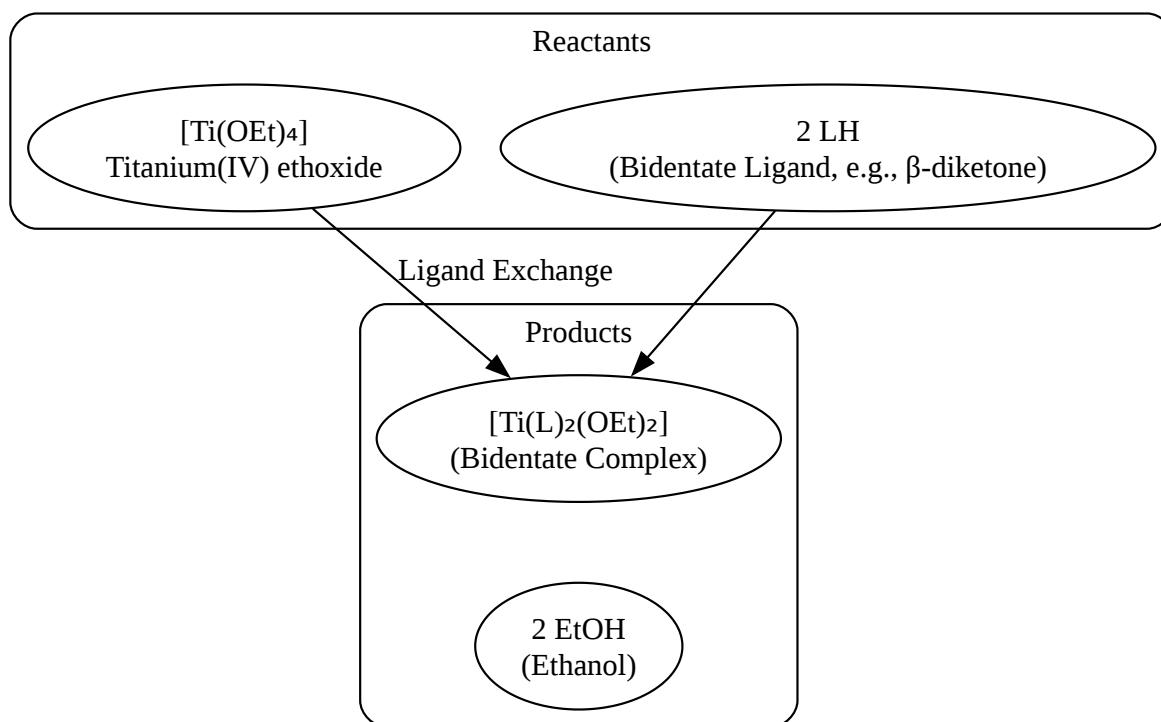 Reactants
[Ti(OEt)₄]
Titanium(IV) ethoxide
2 LH
(Bidentate Ligand, e.g., β-diketone)
Ligand Exchange
Products
[Ti(L)₂(OEt)₂]
(Bidentate Complex)
2 EtOH
(Ethanol)